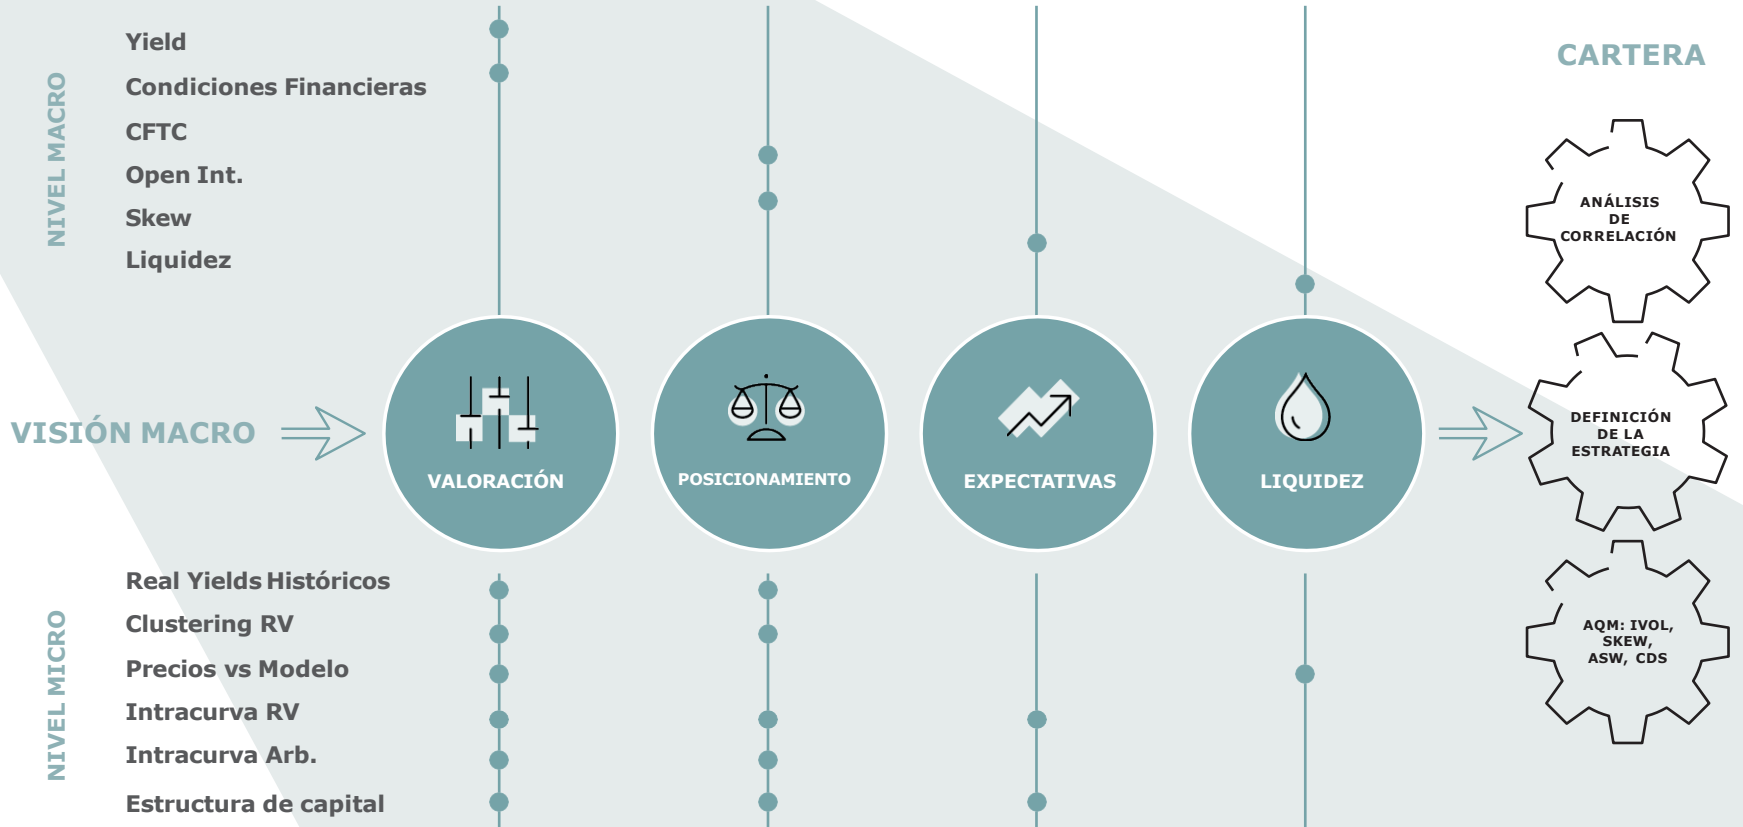 NIVEL MACRO
Yield
Condiciones Financieras
CFTC
Open Int.
Skew
Liquidez
VISIÓN MACRO
VALORACIÓN
POSICIONAMIENTO
EXPECTATIVAS
LIQUIDEZ
NIVEL MICRO
Real Yields Históricos
Clustering RV
Precios vs Modelo
Intracurva RV
Intracurva Arb.
Estructura de capital
CARTERA
ANÁLISIS
DE
CORRELACIÓN
DEFINICIÓN
DE LA
ESTRATEGIA
AQM: IVOL,
SKEW,
ASW, CDS